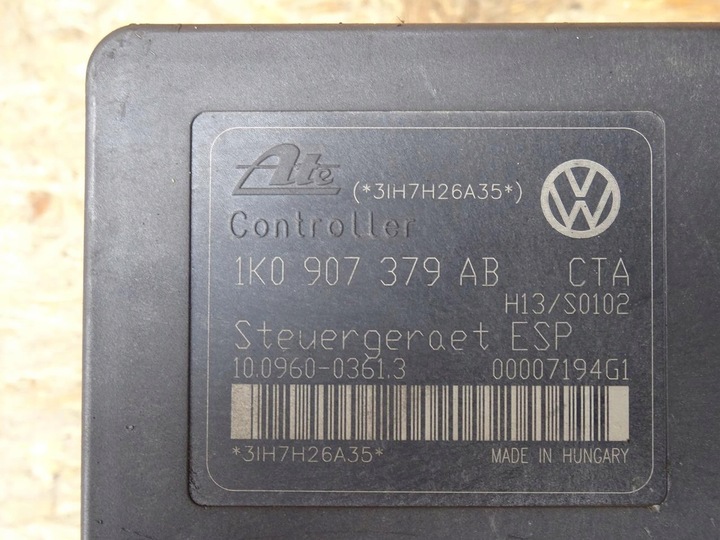 Ate (*3IH7H26A35*) VW
Controller
1K0 907 379 AB CTA
H13/S0102
Steuergeraet ESP
10.0960-0361.3 00007194G1
*3IH7H26A35* MADE IN HUNGARY